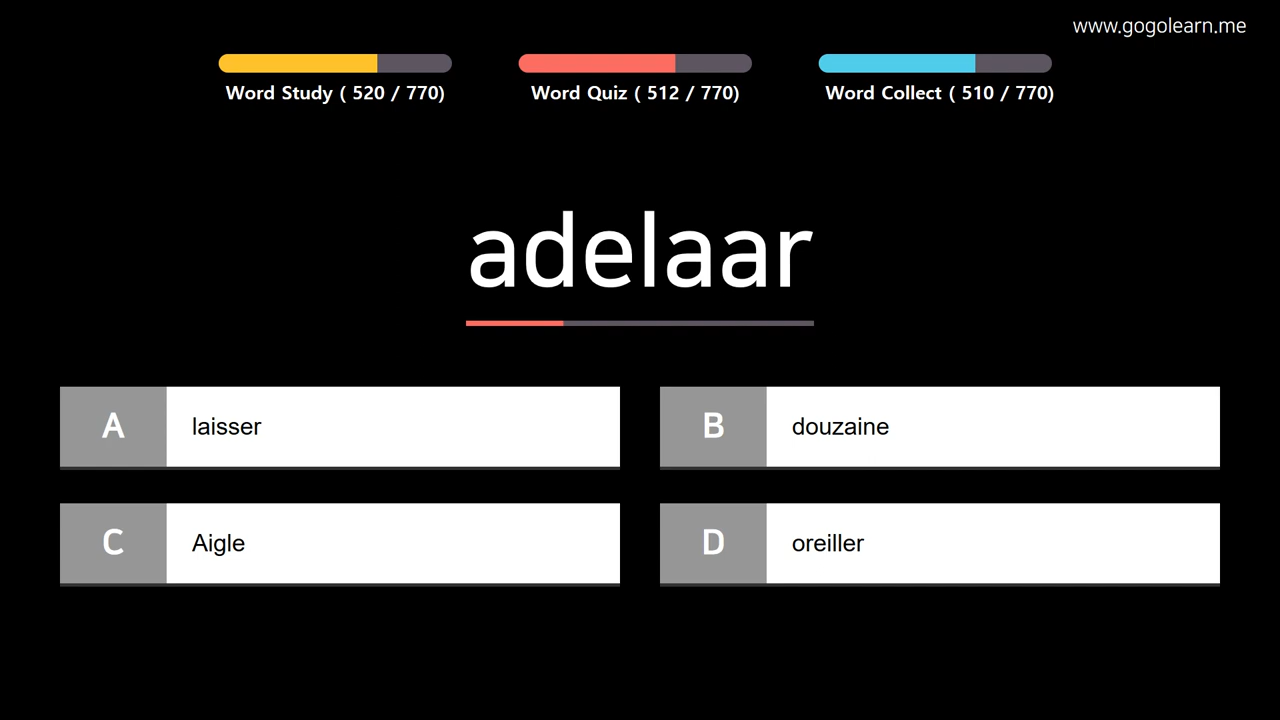 www.gogolearn.me
Word Study ( 520 / 770)
Word Quiz ( 512 / 770)
Word Collect ( 510 / 770)
adelaar
A laisser
B douzaine
C Aigle
D oreiller